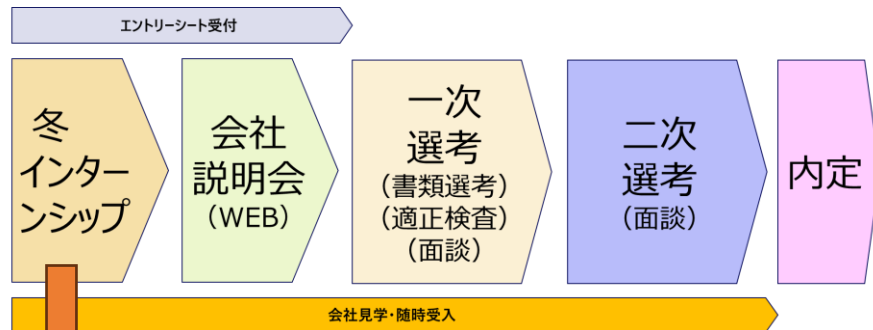 エントリーシート受付
冬
インター
ンシップ
会社
説明会
（WEB）
一次
選考
（書類選考）
（適正検査）
（面談）
二次
選考
（面談）
内定
会社見学・随時受入